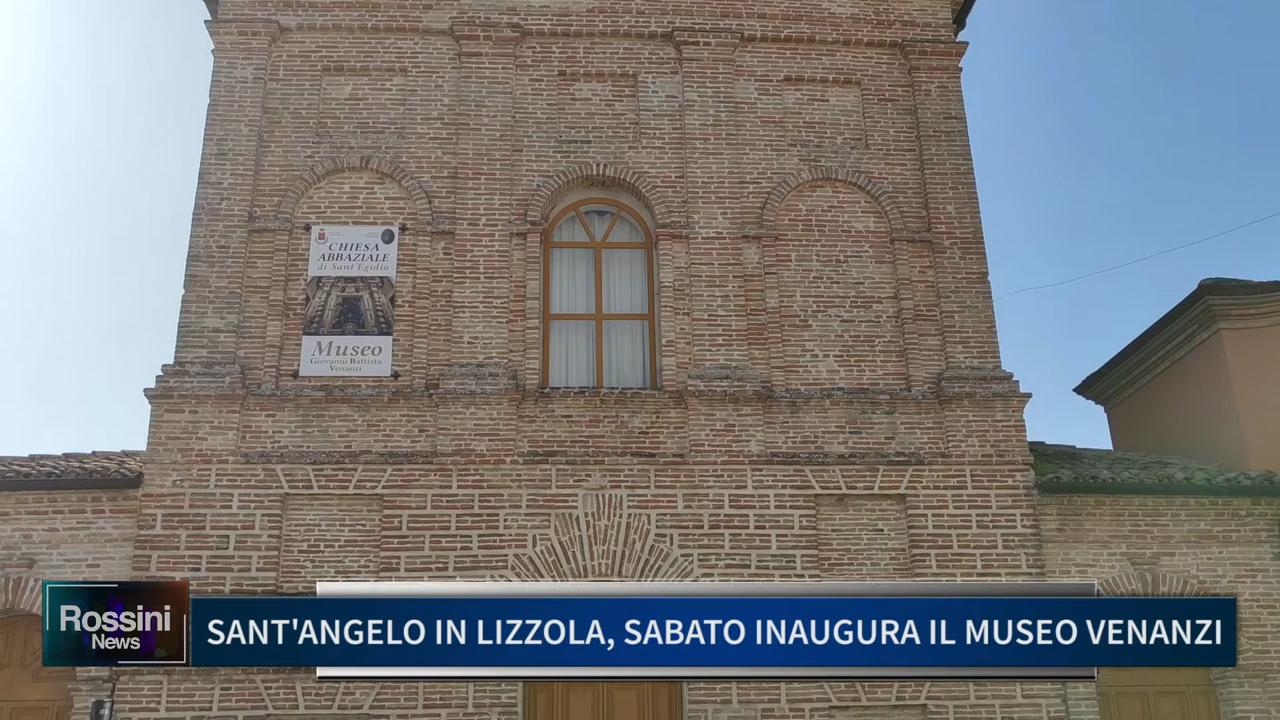 CHIESA
ABBAZIALE
di Sant'Egidio
Museo
Giovanni Battista
Venanzi
Rossini
News
SANT'ANGELO IN LIZZOLA, SABATO INAUGURA IL MUSEO VENANZI